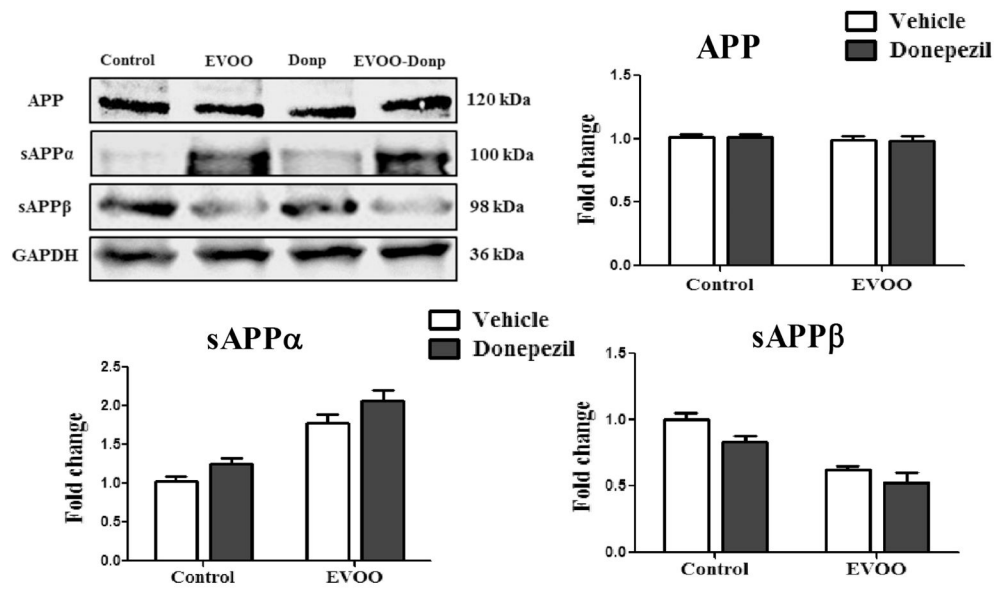 Control EVOO Donp EVOO-Donp
APP 120 kDa
sAPPα 100 kDa
sAPPβ 98 kDa
GAPDH 36 kDa
Vehicle
Donepezil
APP
Fold change
1.5
1.0
0.5
0.0
Control EVOO
Vehicle
Donepezil
sAPPα
Fold change
2.5
2.0
1.5
1.0
0.5
0.0
Control EVOO
sAPPβ
Fold change
1.5
1.0
0.5
0.0
Control EVOO